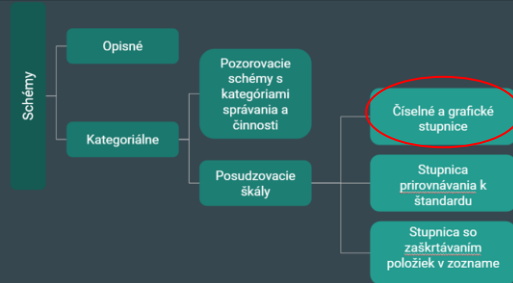 Schémy
Opisné
Kategoriálne
Pozorovacie
schémy s
kategóriami
správania a
činnosti
Posudzovacie
škály
Číselné a grafické
stupnice
Stupnica
prirovnávania k
štandardu
Stupnica so
zaškrtávaním
položiek v zozname